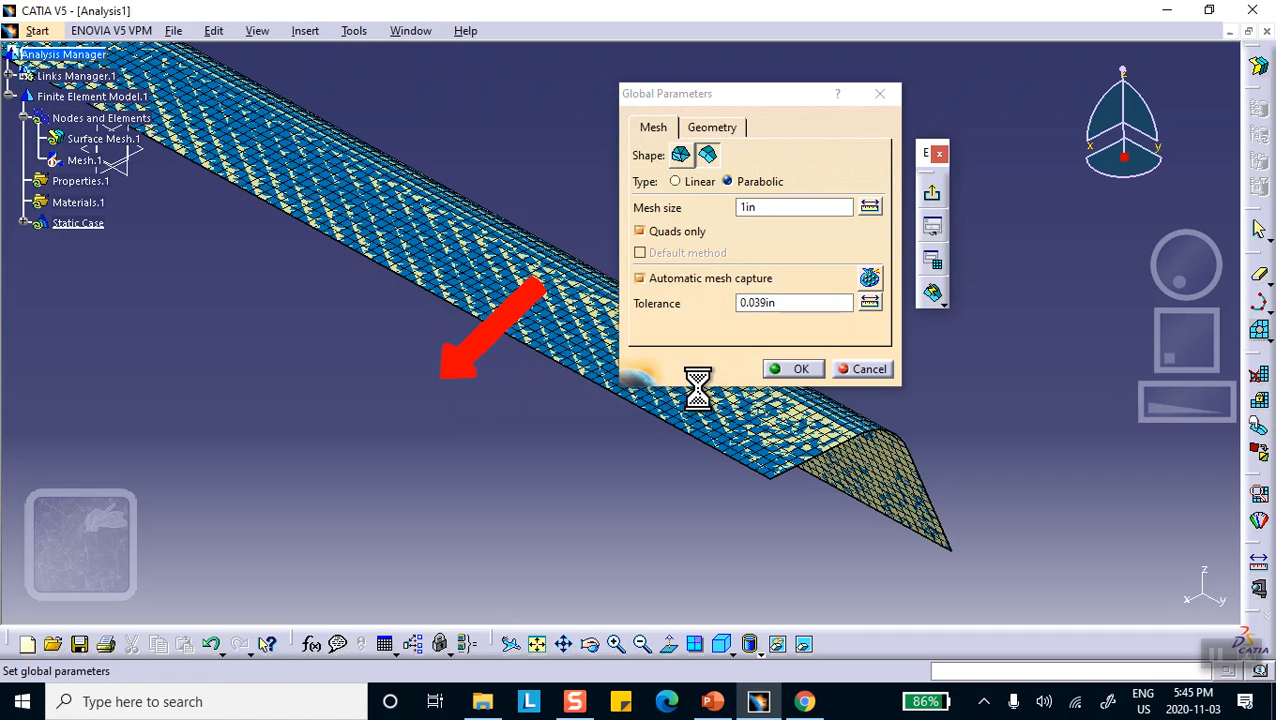 CATIA V5 - [Analysis1]
Start ENOVIA V5 VPM File Edit View Insert Tools Window Help
Analysis Manager
Links Manager.1
Finite Element Model.1
Nodes and Elements
Surface Mesh.1
Mesh.1
Properties.1
Materials.1
Static Case
Global Parameters ?
Mesh Geometry
Shape:
Type: Linear Parabolic
Mesh size 1in
Quads only
Default method
Automatic mesh capture
Tolerance 0.039in
OK Cancel
E x
z
x y
z
x y
f(x)
CATIA
Set global parameters
Type here to search
L S
86%
ENG
US
5:45 PM
2020-11-03